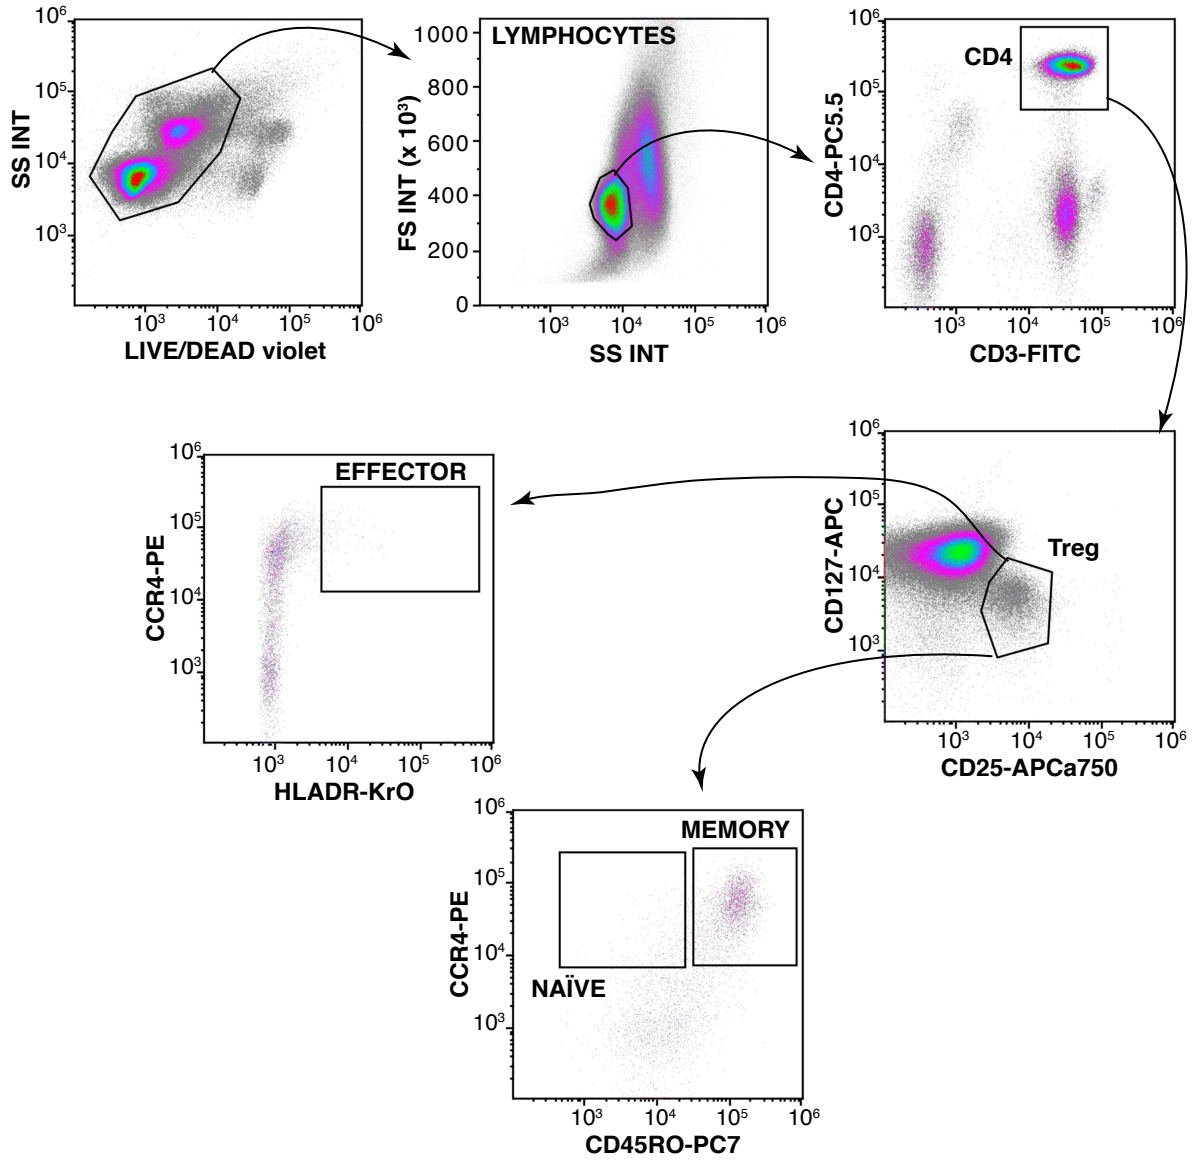 10⁶
10⁵
10⁴
10³
SS INT
10³ 10⁴ 10⁵ 10⁶
LIVE/DEAD violet
LYMPHOCYTES
1000
800
600
400
200
0
FS INT (x 10³)
10³ 10⁴ 10⁵ 10⁶
SS INT
CD4
10⁶
10⁵
10⁴
10³
CD4-PC5.5
10³ 10⁴ 10⁵ 10⁶
CD3-FITC
EFFECTOR
10⁶
10⁵
10⁴
10³
CCR4-PE
10³ 10⁴ 10⁵ 10⁶
HLADR-KrO
Treg
10⁶
10⁵
10⁴
10³
CD127-APC
10³ 10⁴ 10⁵ 10⁶
CD25-APCa750
MEMORY
10⁶
10⁵
10⁴
10³
CCR4-PE
NAÏVE
10³ 10⁴ 10⁵ 10⁶
CD45RO-PC7